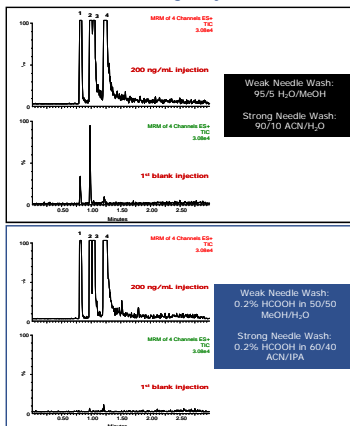 1 2 3 4
MRM of 4 Channels ES+
TIC
3.08e4
100
%
200 ng/mL injection
MRM of 4 Channels ES+
TIC
3.08e4
100
%
1st blank injection
0.50 1.00 1.50 2.00 2.50
Minutes
Weak Needle Wash:
95/5 H₂O/MeOH
Strong Needle Wash:
90/10 ACN/H₂O
1 2 3 4
MRM of 4 Channels ES+
TIC
3.08e4
100
%
200 ng/mL injection
MRM of 4 Channels ES+
TIC
3.08e4
100
%
1st blank injection
0.50 1.00 1.50 2.00 2.50
Minutes
Weak Needle Wash:
0.2% HCOOH in 50/50
MeOH/H₂O
Strong Needle Wash:
0.2% HCOOH in 60/40
ACN/IPA